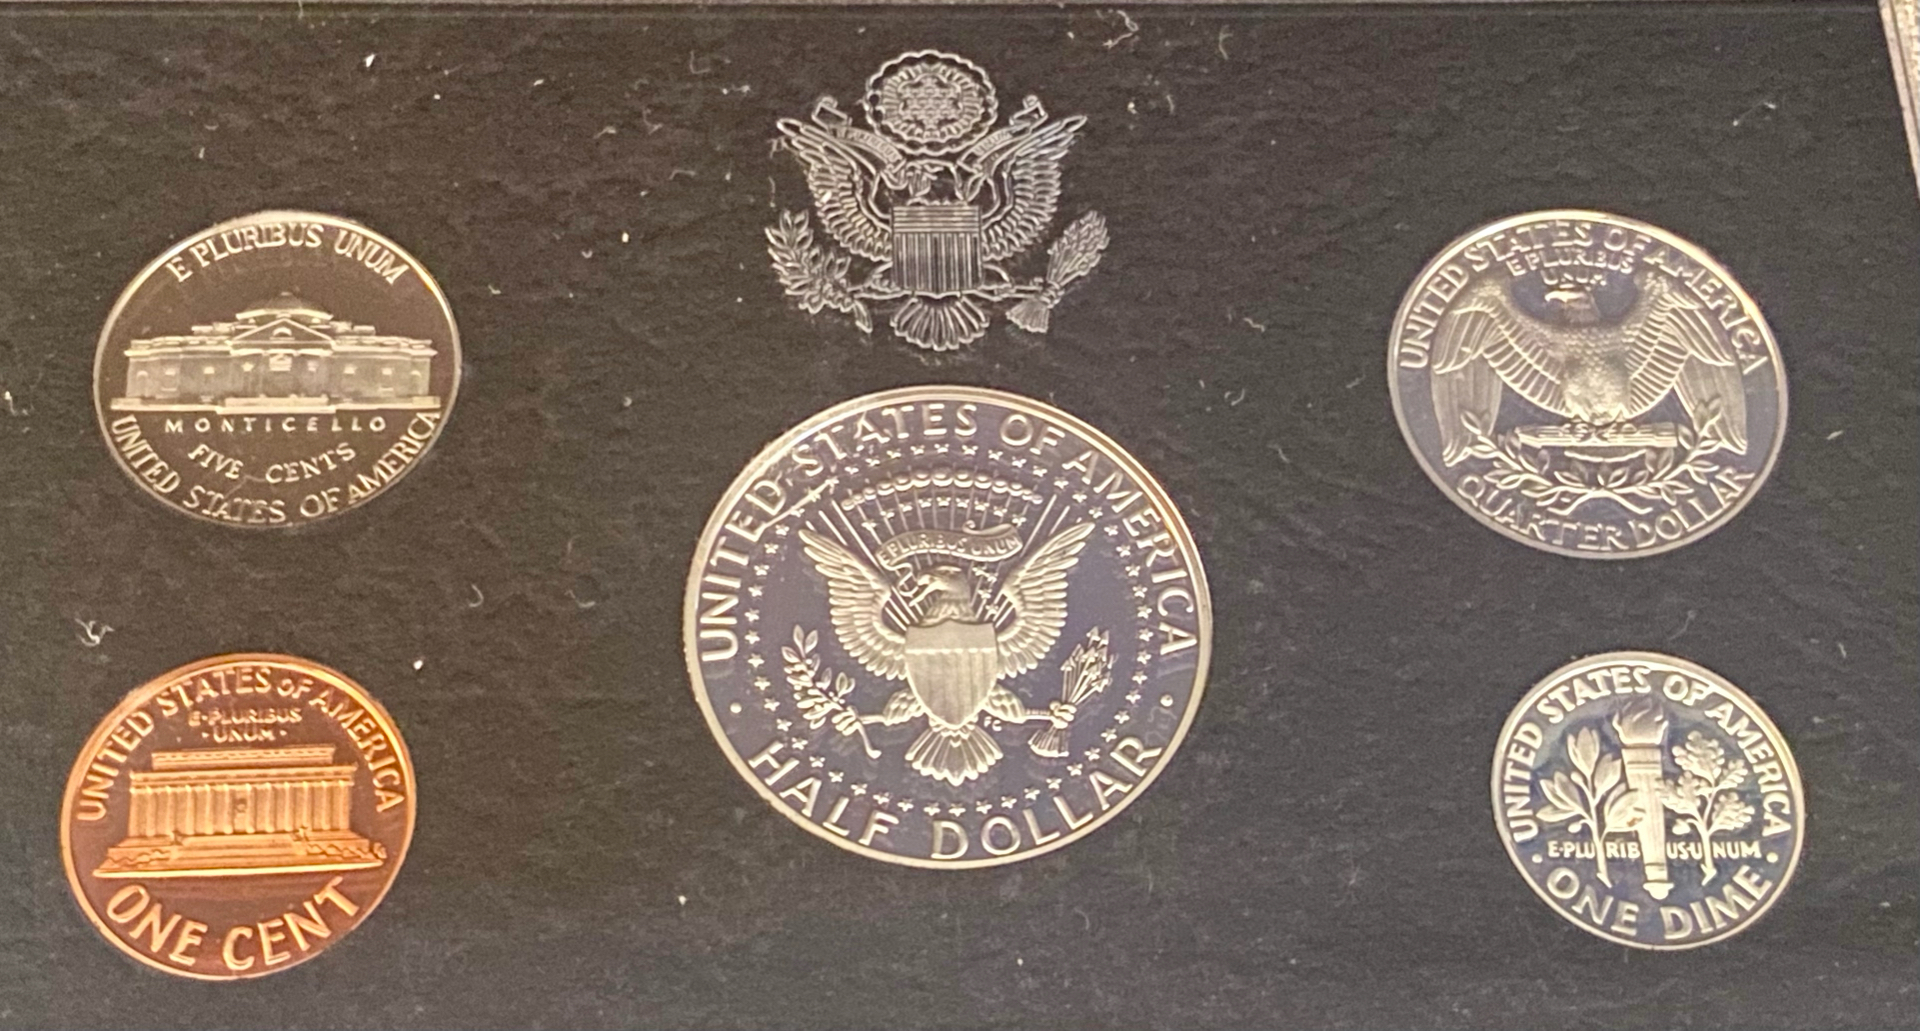 E PLURIBUS UNUM
MONTICELLO
FIVE CENTS
UNITED STATES OF AMERICA
UNITED STATES OF AMERICA
E PLURIBUS UNUM
FG
HALF DOLLAR
UNITED STATES OF AMERICA
E PLURIBUS
UNUM
QUARTER DOLLAR
UNITED STATES OF AMERICA
E·PLURIBUS
·UNUM·
ONE CENT
UNITED STATES OF AMERICA
E·PLURIBUS·UNUM
· ONE DIME ·